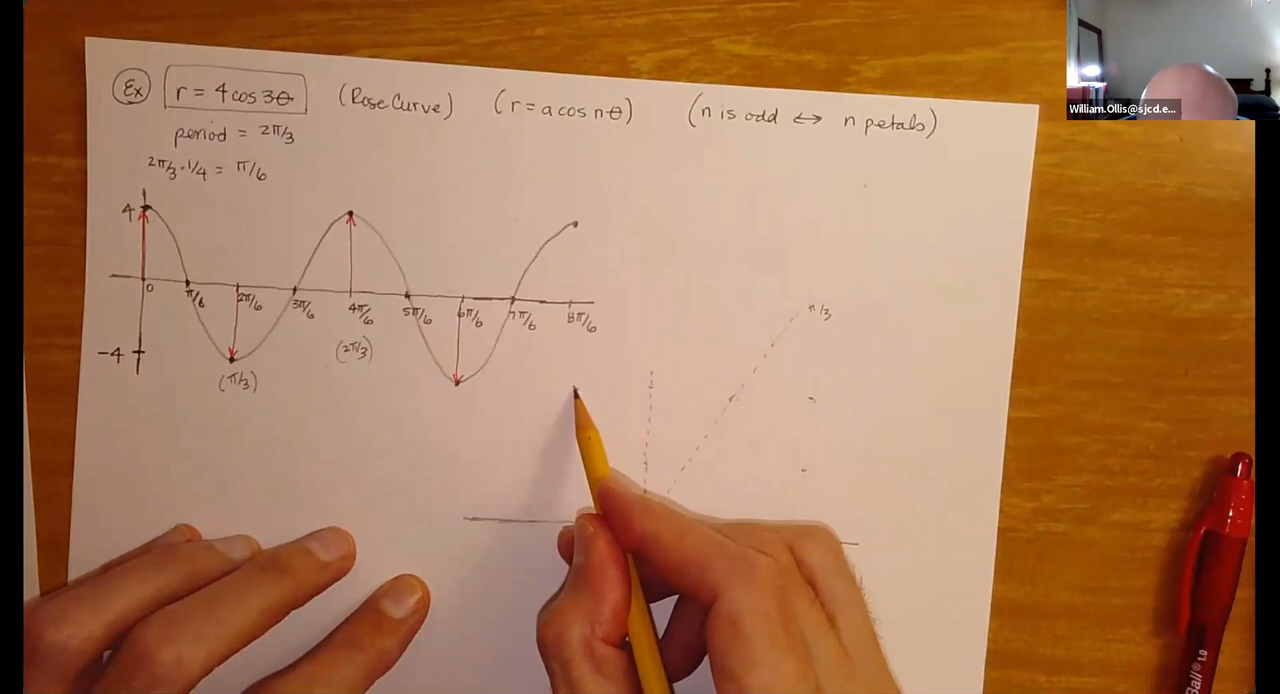 Ex r = 4 cos 3θ (Rose Curve) (r = a cos nθ) (n is odd ↔ n petals)
period = 2π/3
2π/3 · 1/4 = π/6
4
0 π/6 2π/6 3π/6 4π/6 5π/6 6π/6 7π/6 8π/6
-4
(π/3) (2π/3)
π/3
William.Ollis@sjcd.e...
1.0